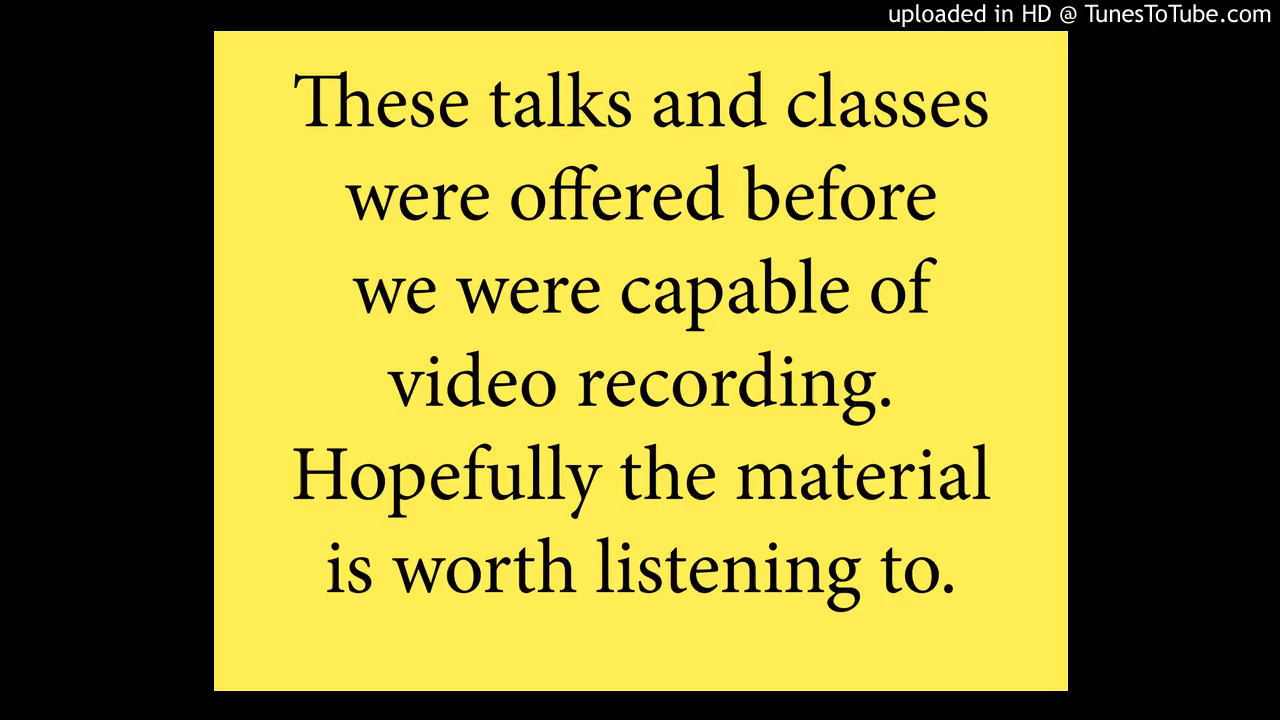 uploaded in HD @ TunesToTube.com
These talks and classes
were offered before
we were capable of
video recording.
Hopefully the material
is worth listening to.